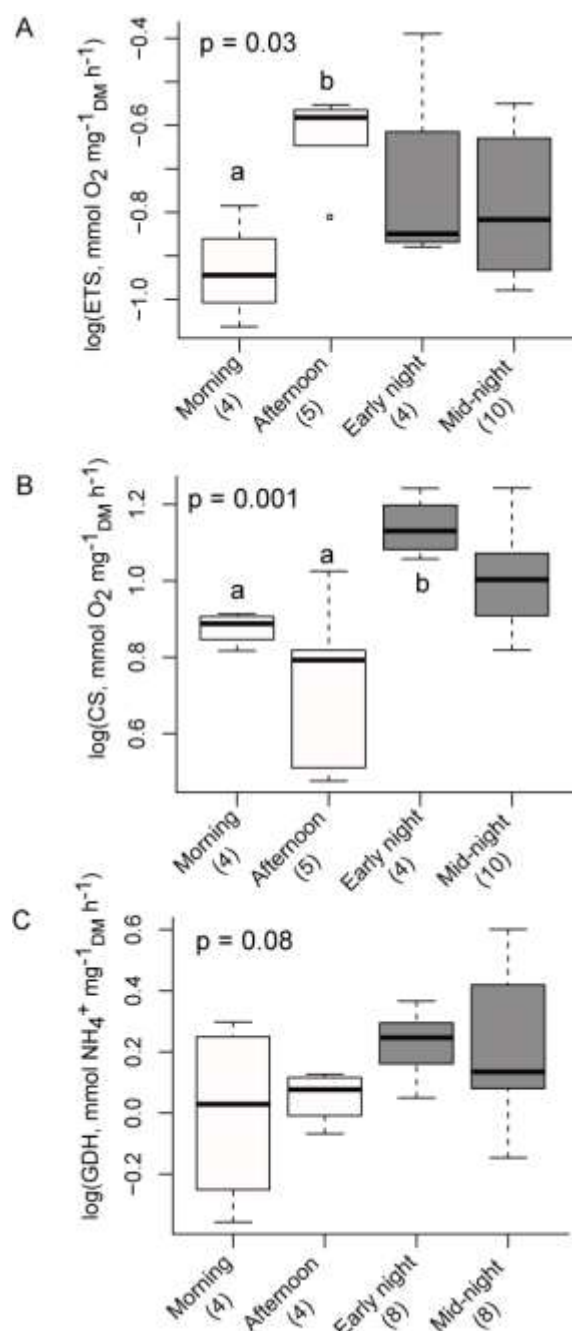 A
p = 0.03
log(ETS, mmol O₂ mg⁻¹DM h⁻¹)
−0.4
−0.6
−0.8
−1.0
a
b
Morning
(4)
Afternoon
(5)
Early night
(4)
Mid-night
(10)
B
p = 0.001
log(CS, mmol O₂ mg⁻¹DM h⁻¹)
1.2
1.0
0.8
0.6
a
a
b
Morning
(4)
Afternoon
(5)
Early night
(4)
Mid-night
(10)
C
p = 0.08
log(GDH, mmol NH₄⁺ mg⁻¹DM h⁻¹)
0.6
0.4
0.2
0.0
−0.2
Morning
(4)
Afternoon
(4)
Early night
(8)
Mid-night
(8)